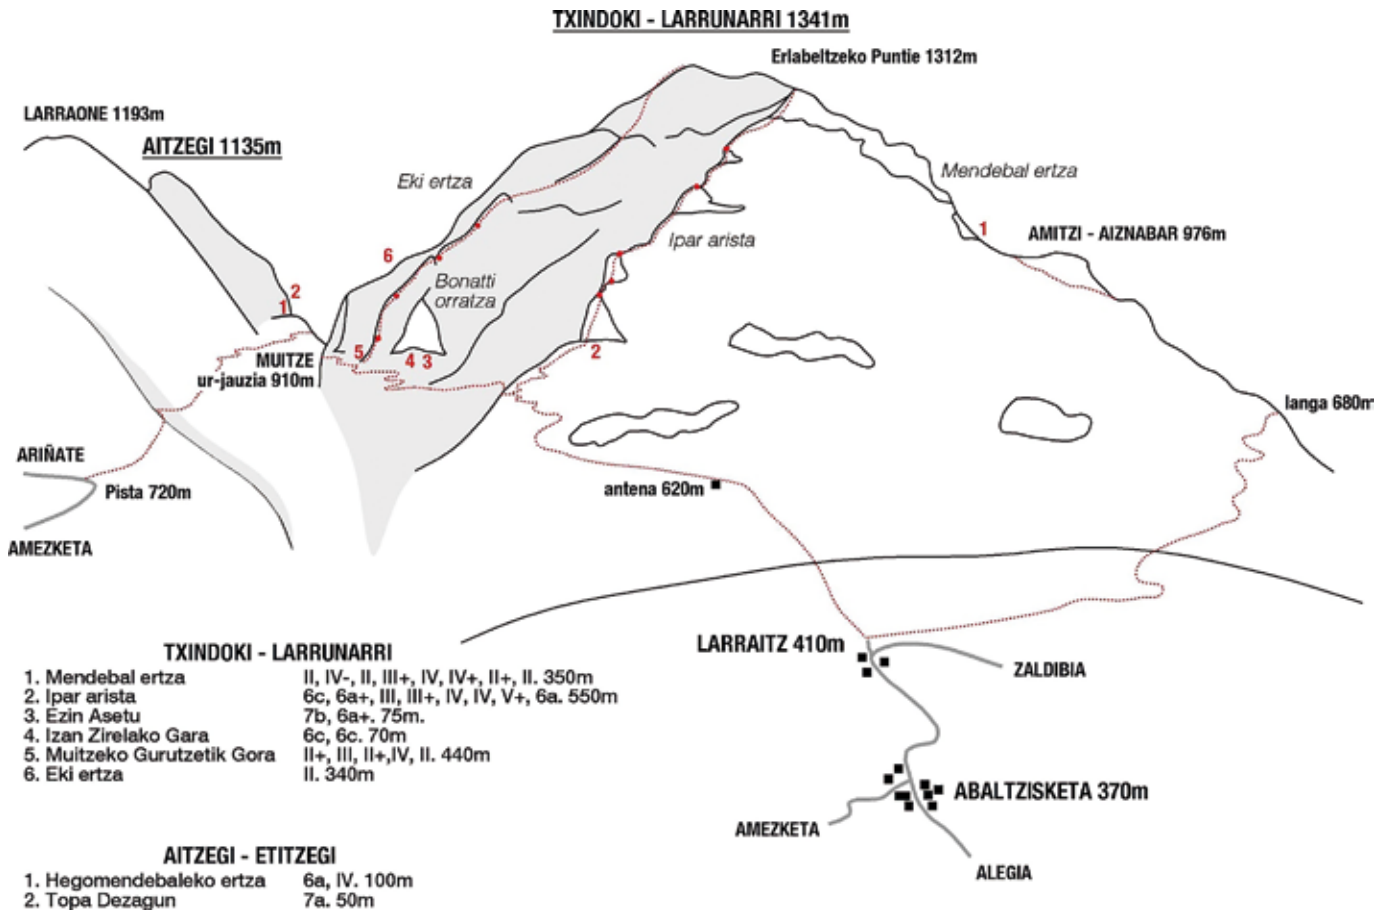 TXINDOKI - LARRUNARRI 1341m
Erlabeltzeko Puntie 1312m
LARRAONE 1193m
AITZEGI 1135m
Eki ertza
Mendebal ertza
Ipar arista
1
AMITZI - AIZNABAR 976m
6
Bonatti
orratza
2
1
5
4 3
2
MUITZE
ur-jauzia 910m
langa 680m
ARIÑATE
Pista 720m
antena 620m
AMEZKETA
LARRAITZ 410m
ZALDIBIA
ABALTZISKETA 370m
AMEZKETA
ALEGIA
TXINDOKI - LARRUNARRI
1. Mendebal ertza II, IV-, II, III+, IV, IV+, II+, II. 350m
2. Ipar arista 6c, 6a+, III, III+, IV, IV, V+, 6a. 550m
3. Ezin Asetu 7b, 6a+. 75m.
4. Izan Zirelako Gara 6c, 6c. 70m
5. Muitzeko Gurutzetik Gora II+, III, II+,IV, II. 440m
6. Eki ertza II. 340m
AITZEGI - ETITZEGI
1. Hegomendebaleko ertza 6a, IV. 100m
2. Topa Dezagun 7a. 50m